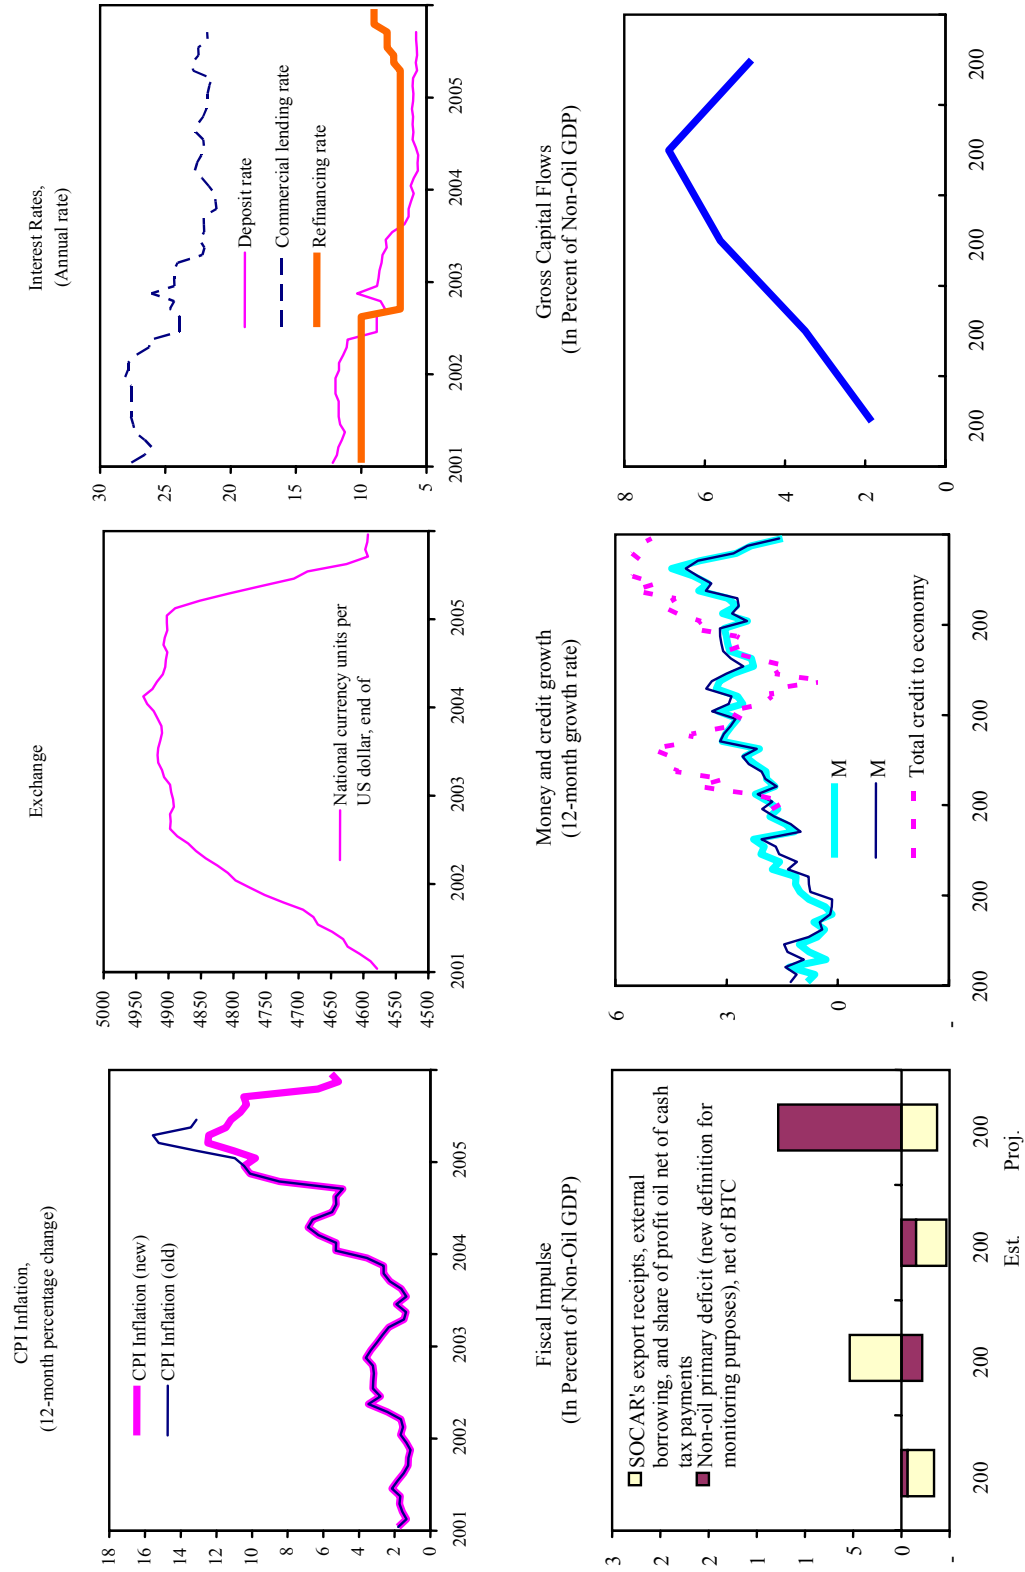 CPI Inflation,
(12-month percentage change)
18
16
14
12
10
8
6
4
2
0
2001
2002
2003
2004
2005
CPI Inflation (new)
CPI Inflation (old)
Exchange
5000
4950
4900
4850
4800
4750
4700
4650
4600
4550
4500
2001
2002
2003
2004
2005
National currency units per
US dollar, end of
Interest Rates,
(Annual rate)
30
25
20
15
10
5
2001
2002
2003
2004
2005
Deposit rate
Commercial lending rate
Refinancing rate
Fiscal Impulse
(In Percent of Non-Oil GDP)
3
2
2
1
1
5
0
-
SOCAR's export receipts, external
borrowing, and share of profit oil net of cash
tax payments
Non-oil primary deficit (new definition for
monitoring purposes), net of BTC
200
200
200
200
Est.
Proj.
Money and credit growth
(12-month growth rate)
6
3
0
-
200
200
200
200
200
M
M
Total credit to economy
Gross Capital Flows
(In Percent of Non-Oil GDP)
8
6
4
2
0
200
200
200
200
200